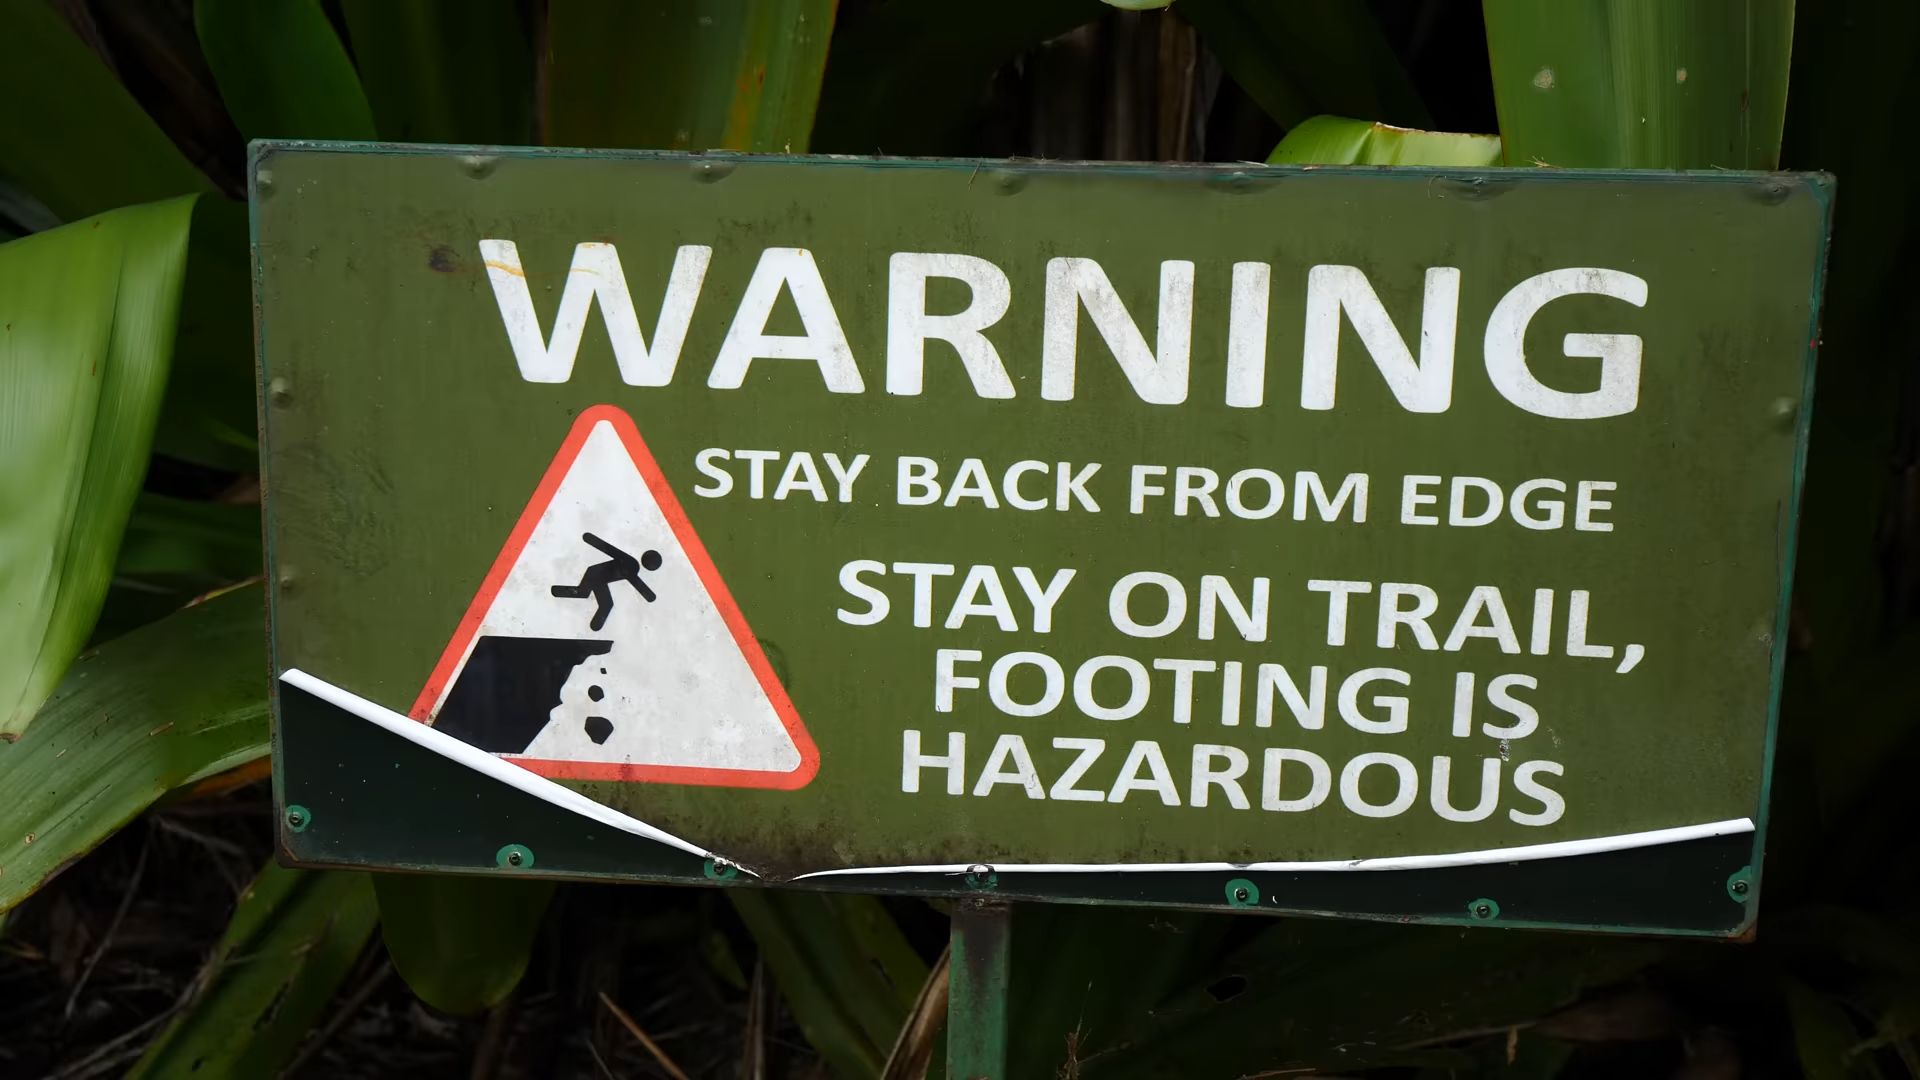 WARNING
STAY BACK FROM EDGE
STAY ON TRAIL,
FOOTING IS
HAZARDOUS